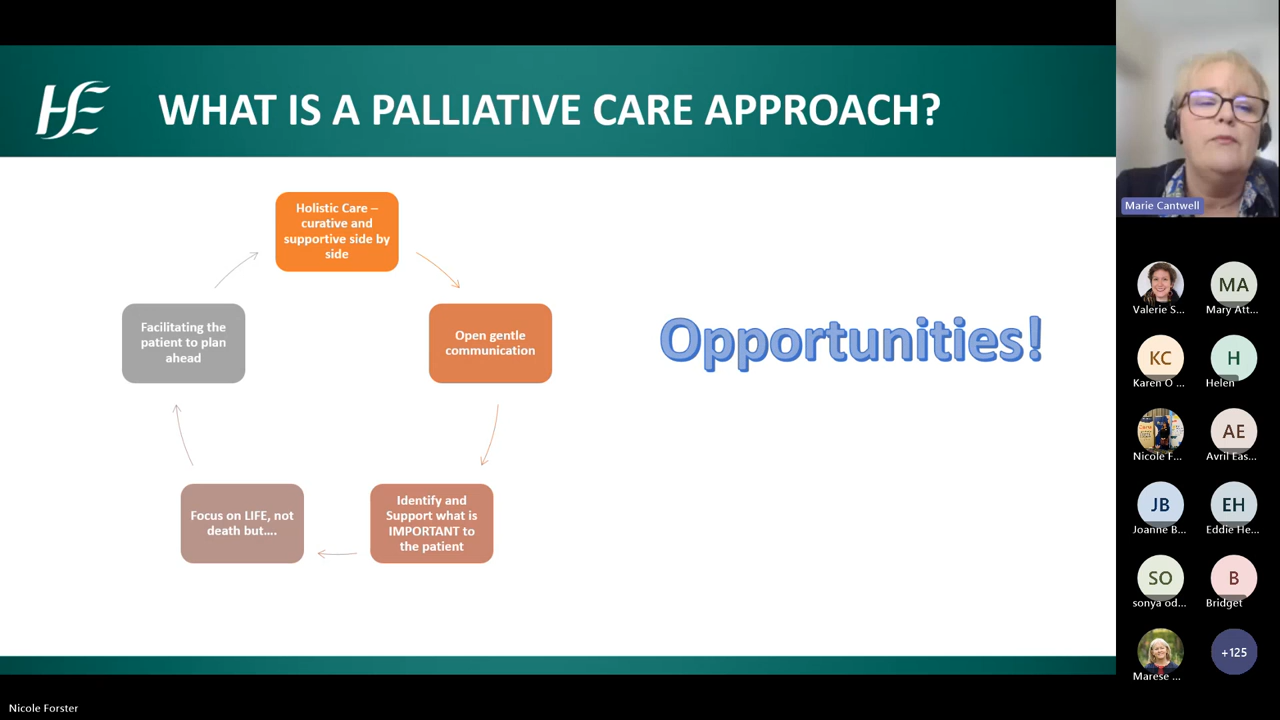 HSE
WHAT IS A PALLIATIVE CARE APPROACH?
Holistic Care –
curative and
supportive side by
side
Open gentle
communication
Identify and
Support what is
IMPORTANT to
the patient
Focus on LIFE, not
death but....
Facilitating the
patient to plan
ahead
Opportunities!
Marie Cantwell
Valerie S...
MA
Mary Att...
KC
Karen O ...
H
Helen
Nicole F...
AE
Avril Eas...
JB
Joanne B...
EH
Eddie He...
SO
sonya od...
B
Bridget
Marese ...
+125
Nicole Forster